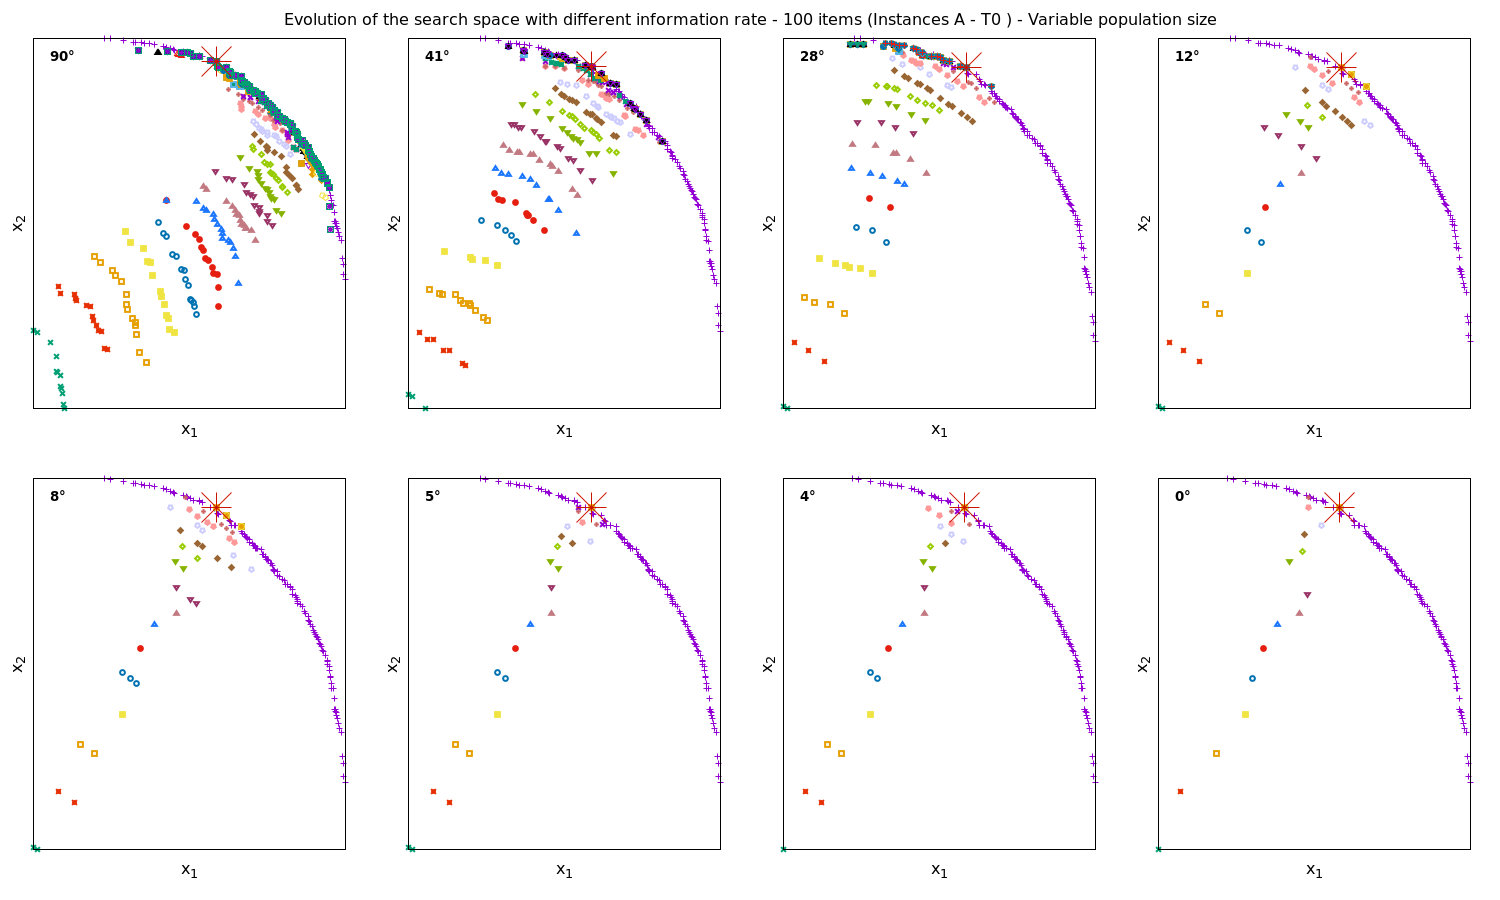 Evolution of the search space with different information rate - 100 items (Instances A - T0 ) - Variable population size
90°
41°
28°
12°
x₂
x₂
x₂
x₂
x₁
x₁
x₁
x₁
8°
5°
4°
0°
x₂
x₂
x₂
x₂
x₁
x₁
x₁
x₁